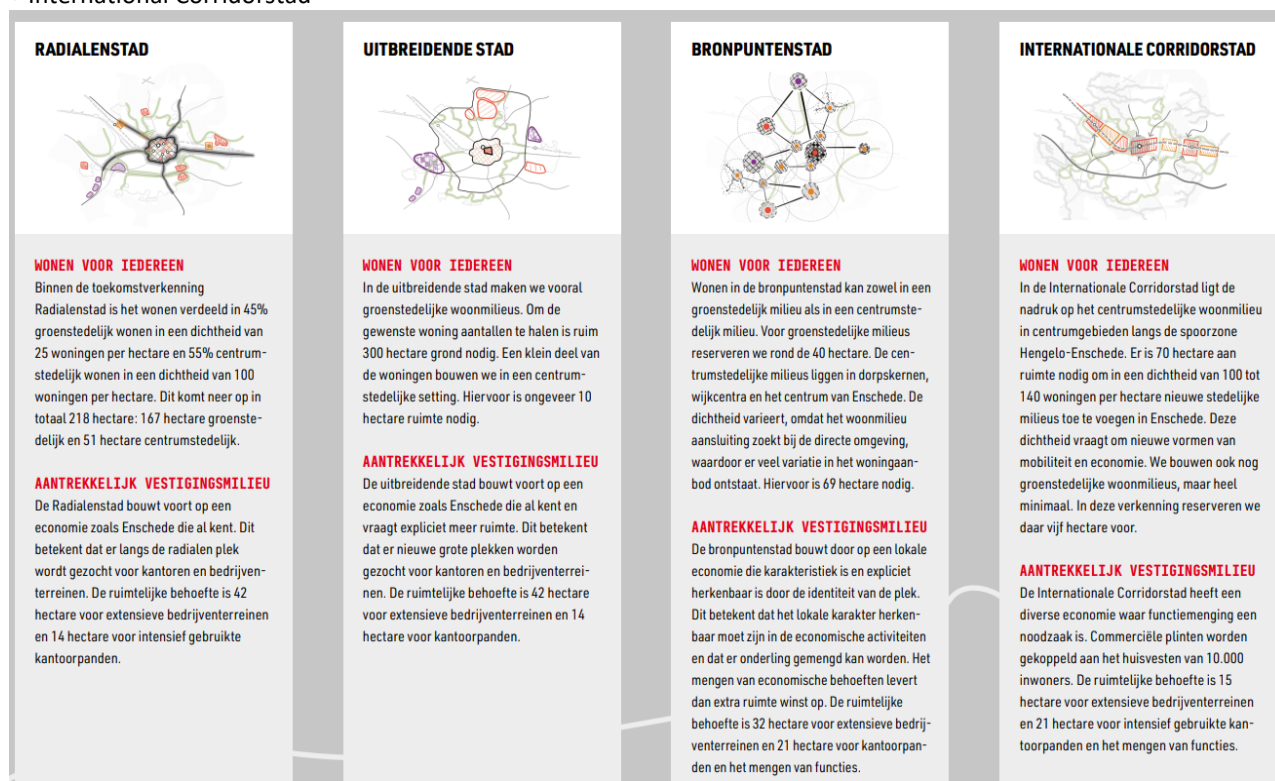 International Corridorstad
RADIALENSTAD
WONEN VOOR IEDEREEN
Binnen de toekomstverkenning
Radialenstad is het wonen verdeeld in 45%
groenstedelijk wonen in een dichtheid van
25 woningen per hectare en 55% centrum-
stedelijk wonen in een dichtheid van 100
woningen per hectare. Dit komt neer op in
totaal 218 hectare: 167 hectare groenste-
delijk en 51 hectare centrumstedelijk.
AANTREKKELIJK VESTIGINGSMILIEU
De Radialenstad bouwt voort op een
economie zoals Enschede die al kent. Dit
betekent dat er langs de radialen plek
wordt gezocht voor kantoren en bedrijven-
terreinen. De ruimtelijke behoefte is 42
hectare voor extensieve bedrijventerreinen
en 14 hectare voor intensief gebruikte
kantoorpanden.
UITBREIDENDE STAD
WONEN VOOR IEDEREEN
In de uitbreidende stad maken we vooral
groenstedelijke woonmilieus. Om de
gewenste woning aantallen te halen is ruim
300 hectare grond nodig. Een klein deel van
de woningen bouwen we in een centrum-
stedelijke setting. Hiervoor is ongeveer 10
hectare ruimte nodig.
AANTREKKELIJK VESTIGINGSMILIEU
De uitbreidende stad bouwt voort op een
economie zoals Enschede die al kent en
vraagt expliciet meer ruimte. Dit betekent
dat er nieuwe grote plekken worden
gezocht voor kantoren en bedrijventerrei-
nen. De ruimtelijke behoefte is 42 hectare
voor extensieve bedrijventerreinen en 14
hectare voor kantoorpanden.
BRONPUNTENSTAD
WONEN VOOR IEDEREEN
Wonen in de bronpuntenstad kan zowel in een
groenstedelijk milieu als in een centrumste-
delijk milieu. Voor groenstedelijke milieus
reserveren we rond de 40 hectare. De cen-
trumstedelijke milieus liggen in dorpskernen,
wijkcentra en het centrum van Enschede. De
dichtheid varieert, omdat het woonmilieu
aansluiting zoekt bij de directe omgeving,
waardoor er veel variatie in het woningaan-
bod ontstaat. Hiervoor is 69 hectare nodig.
AANTREKKELIJK VESTIGINGSMILIEU
De bronpuntenstad bouwt door op een lokale
economie die karakteristiek is en expliciet
herkenbaar is door de identiteit van de plek.
Dit betekent dat het lokale karakter herken-
baar moet zijn in de economische activiteiten
en dat er onderling gemengd kan worden. Het
mengen van economische behoeften levert
dan extra ruimte winst op. De ruimtelijke
behoefte is 32 hectare voor extensieve bedrij-
venterreinen en 21 hectare voor kantoorpan-
den en het mengen van functies.
INTERNATIONALE CORRIDORSTAD
WONEN VOOR IEDEREEN
In de Internationale Corridorstad ligt de
nadruk op het centrumstedelijke woonmilieu
in centrumgebieden langs de spoorzone
Hengelo-Enschede. Er is 70 hectare aan
ruimte nodig om in een dichtheid van 100 tot
140 woningen per hectare nieuwe stedelijke
milieus toe te voegen in Enschede. Deze
dichtheid vraagt om nieuwe vormen van
mobiliteit en economie. We bouwen ook nog
groenstedelijke woonmilieus, maar heel
minimaal. In deze verkenning reserveren we
daar vijf hectare voor.
AANTREKKELIJK VESTIGINGSMILIEU
De Internationale Corridorstad heeft een
diverse economie waar functiemenging een
noodzaak is. Commerciële plinten worden
gekoppeld aan het huisvesten van 10.000
inwoners. De ruimtelijke behoefte is 15
hectare voor extensieve bedrijventerreinen
en 21 hectare voor intensief gebruikte kan-
toorpanden en het mengen van functies.